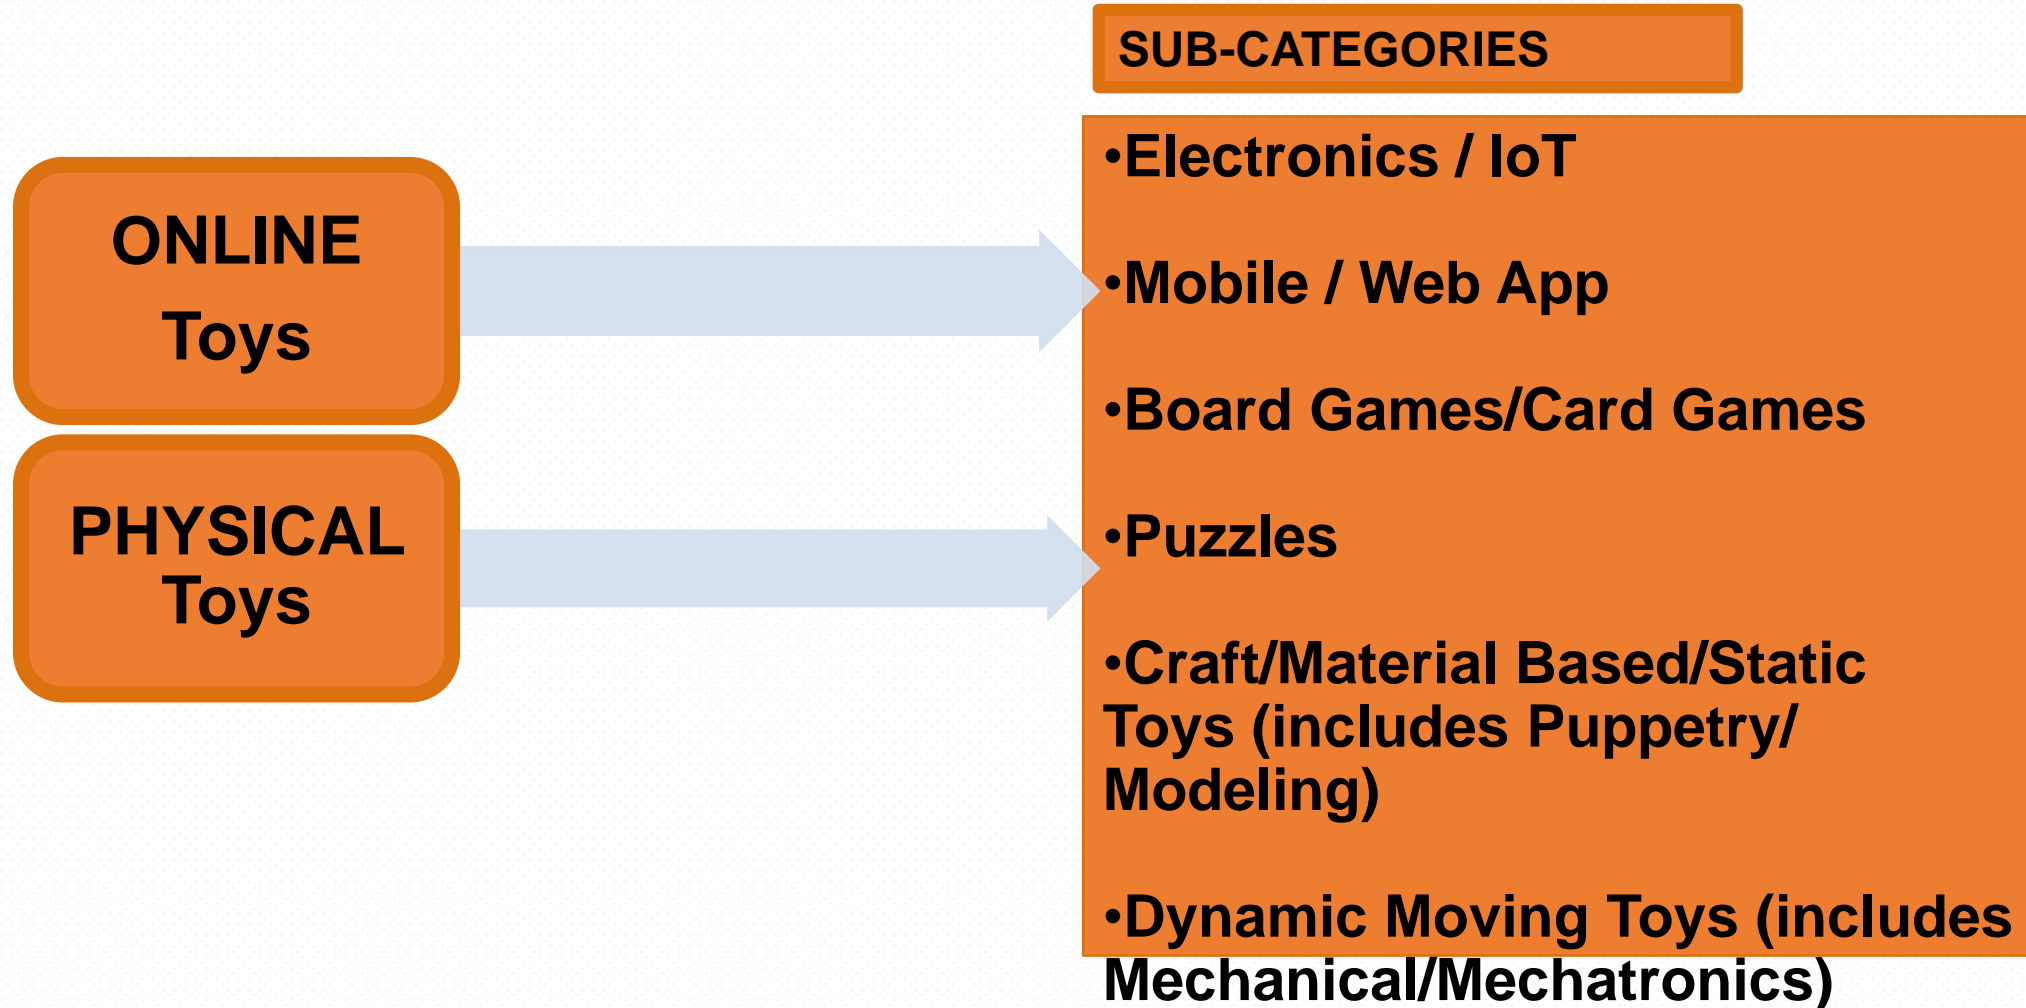 SUB-CATEGORIES
ONLINE
Toys
PHYSICAL
Toys
•Electronics / IoT
•Mobile / Web App
•Board Games/Card Games
•Puzzles
•Craft/Material Based/Static
Toys (includes Puppetry/
Modeling)
•Dynamic Moving Toys (includes
Mechanical/Mechatronics)